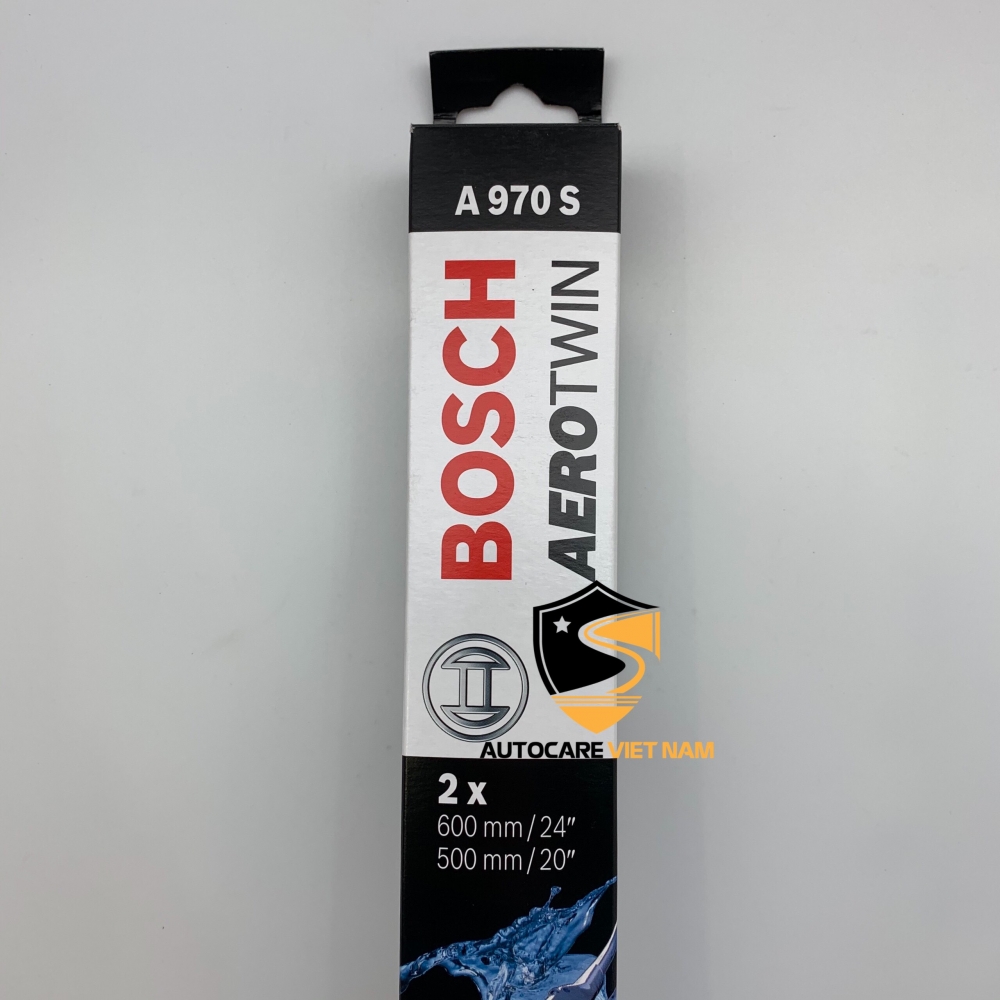 A 970 S
BOSCH
AEROTWIN
AUTOCARE VIET NAM
2 x
600 mm / 24″
500 mm / 20″